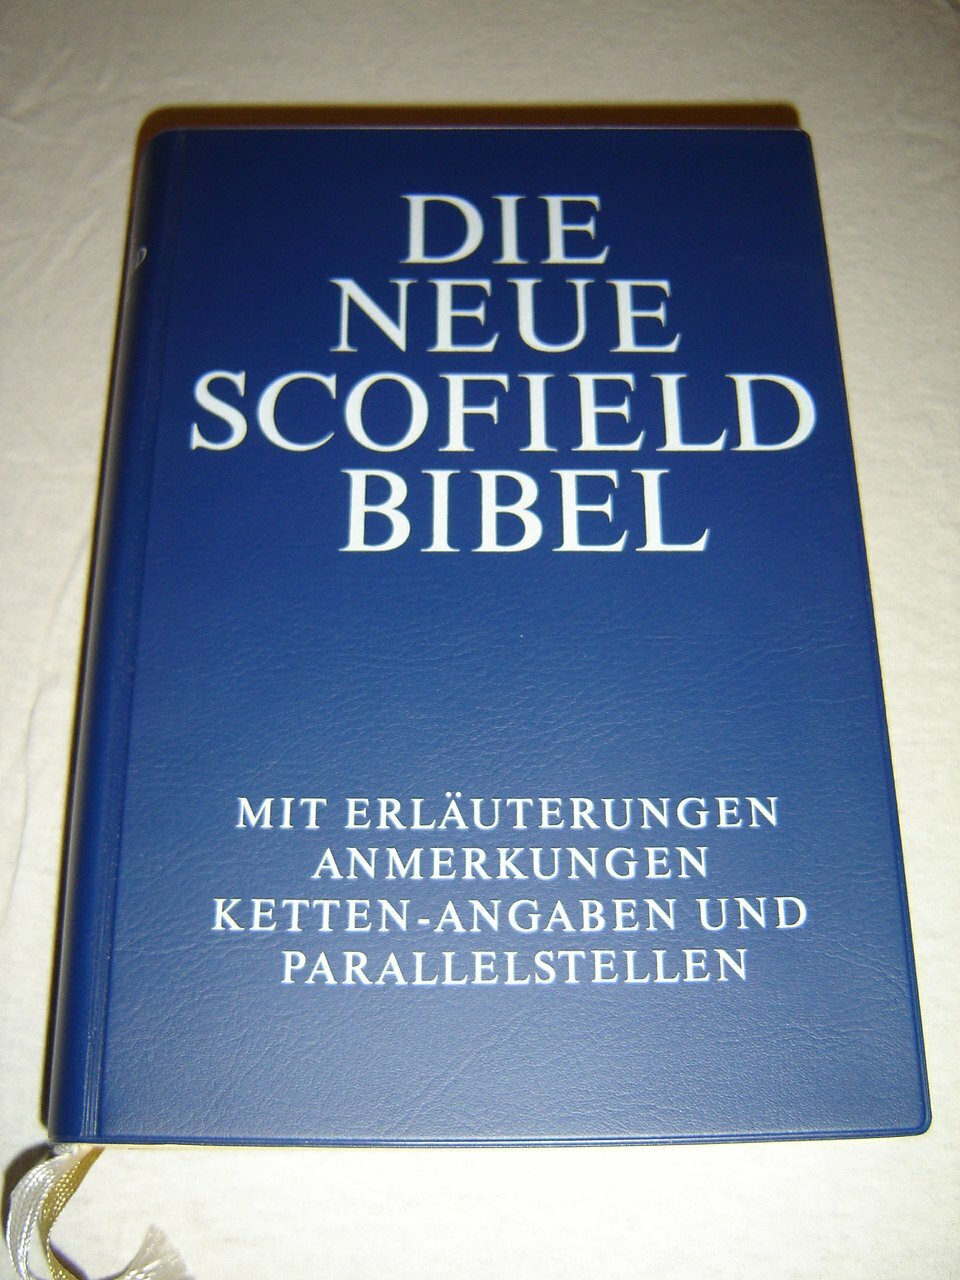 DIE
NEUE
SCOFIELD
BIBEL
MIT ERLÄUTERUNGEN
ANMERKUNGEN
KETTEN-ANGABEN UND
PARALLELSTELLEN